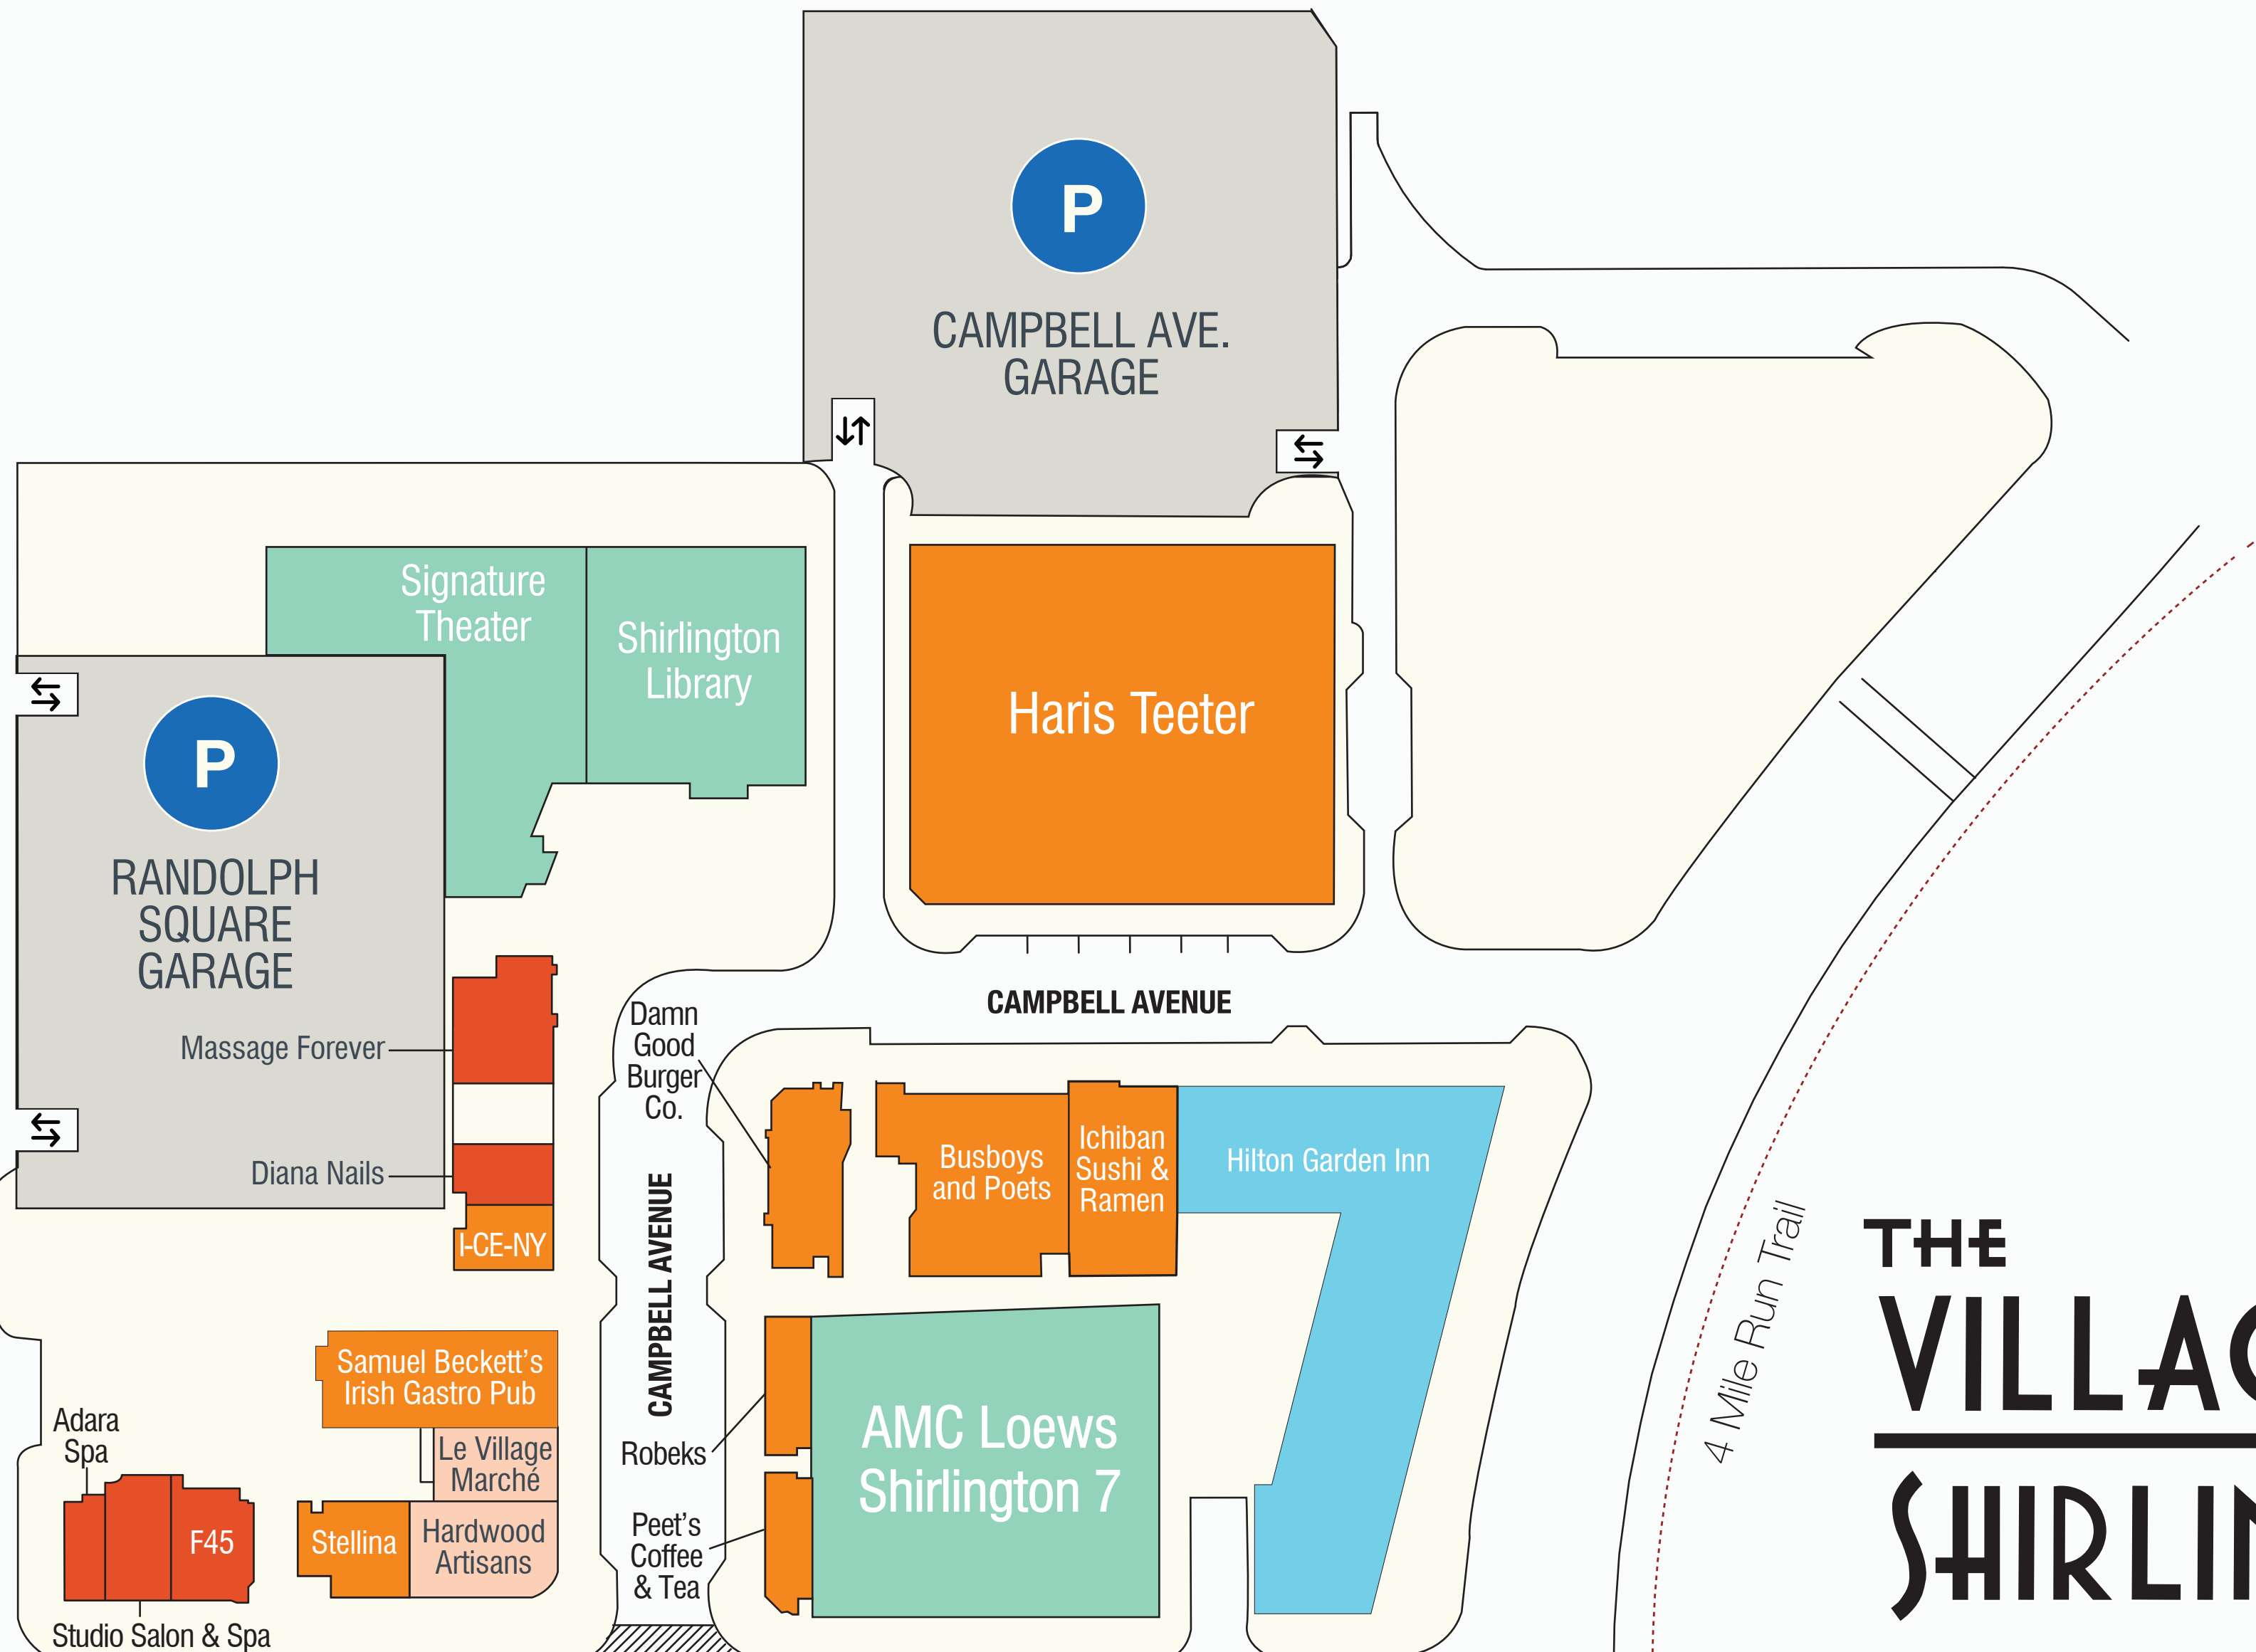 P
CAMPBELL AVE.
GARAGE
Signature
Theater
Shirlington
Library
Haris Teeter
P
RANDOLPH
SQUARE
GARAGE
Massage Forever
Diana Nails
I-CE-NY
CAMPBELL AVENUE
Damn
Good
Burger
Co.
CAMPBELL AVENUE
Busboys
and Poets
Ichiban
Sushi &
Ramen
Hilton Garden Inn
Samuel Beckett's
Irish Gastro Pub
Le Village
Marché
Adara
Spa
F45
Stellina
Hardwood
Artisans
Studio Salon & Spa
Robeks
Peet's
Coffee
& Tea
AMC Loews
Shirlington 7
4 Mile Run Trail
THE
VILLAG
SHIRLIN